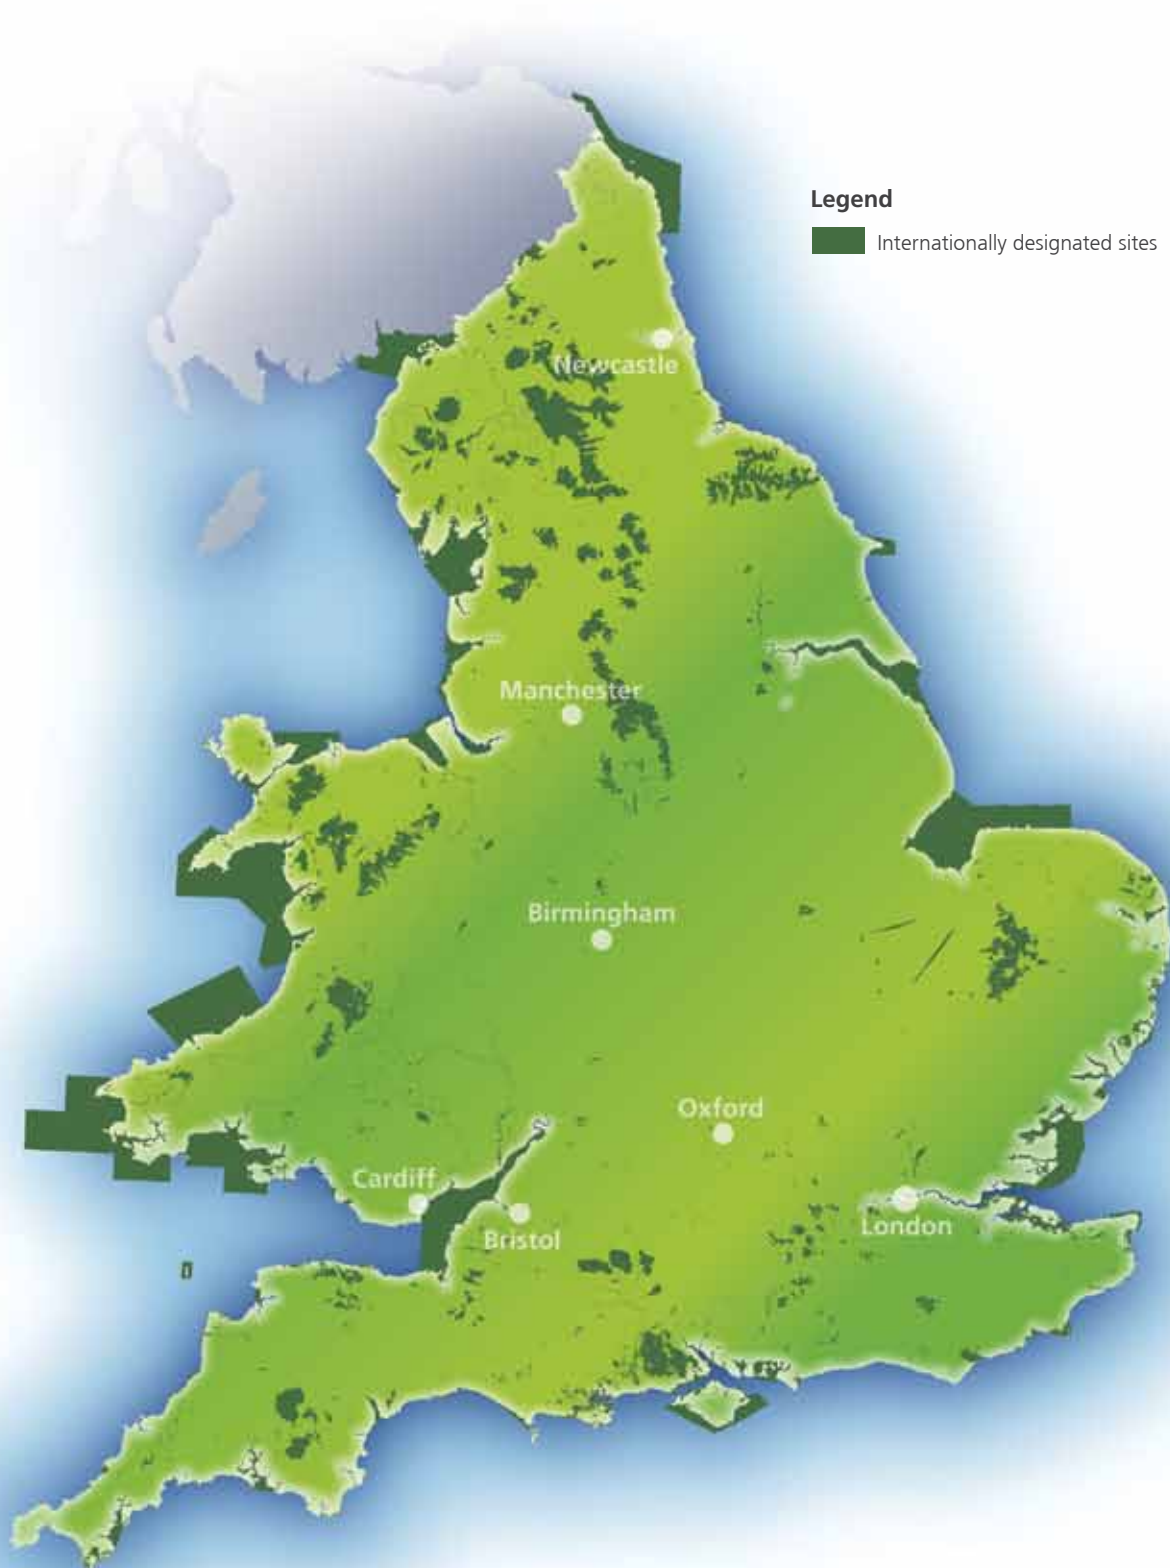 Legend
Internationally designated sites
Newcastle
Manchester
Birmingham
Oxford
Cardiff
London
Bristol